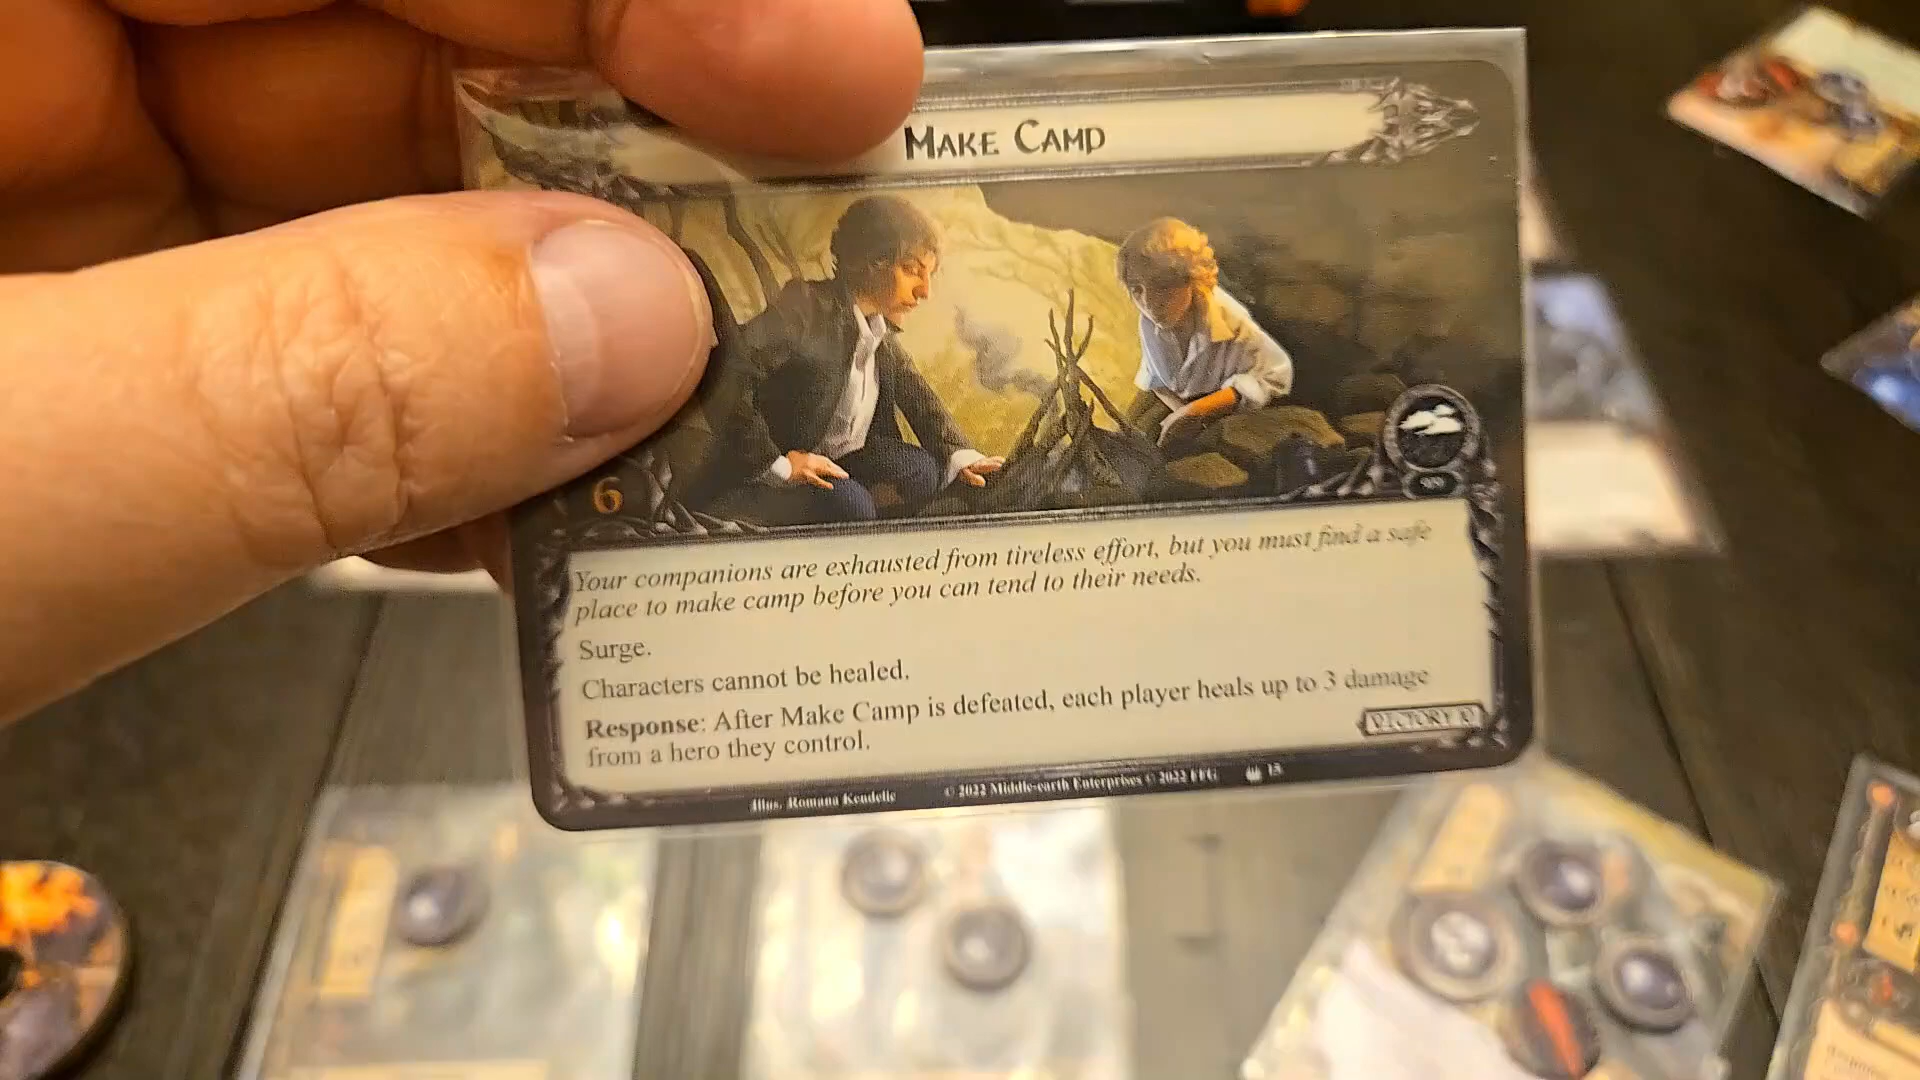 Make Camp
6
Your companions are exhausted from tireless effort, but you must find a safe
place to make camp before you can tend to their needs.
Surge.
Characters cannot be healed.
Response: After Make Camp is defeated, each player heals up to 3 damage
from a hero they control.
VICTORY
Illus. Romana Kendelic
© 2022 Middle-earth Enterprises © 2022 FFG
15